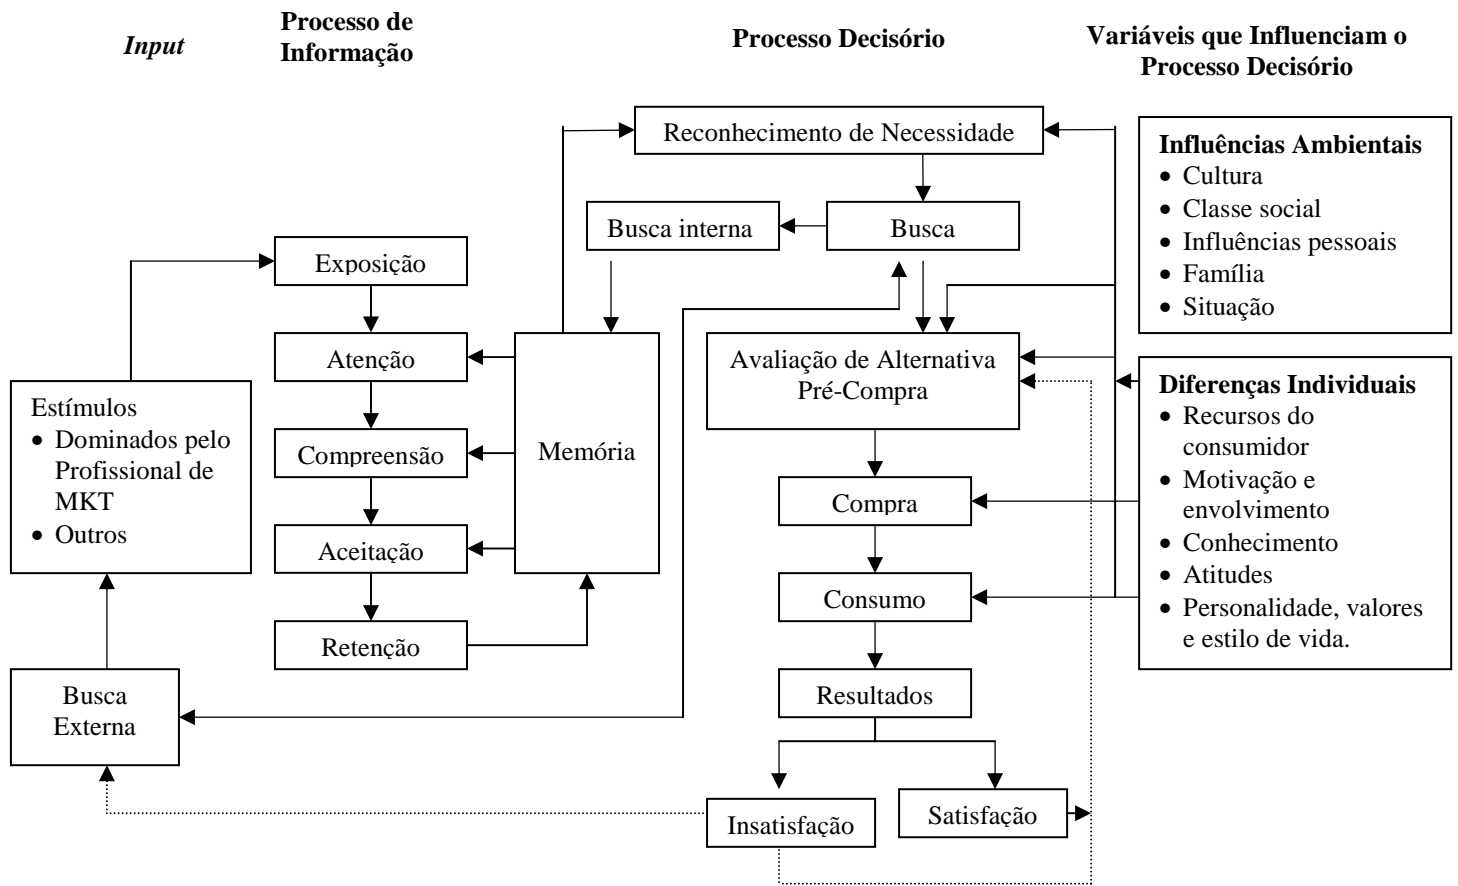 Input
Processo de
Informação
Processo Decisório
Variáveis que Influenciam o
Processo Decisório
Reconhecimento de Necessidade
Busca interna
Busca
Exposição
Atenção
Compreensão
Aceitação
Retenção
Memória
Estímulos
• Dominados pelo
Profissional de
MKT
• Outros
Busca
Externa
Avaliação de Alternativa
Pré-Compra
Compra
Consumo
Resultados
Insatisfação
Satisfação
Influências Ambientais
• Cultura
• Classe social
• Influências pessoais
• Família
• Situação
Diferenças Individuais
• Recursos do
consumidor
• Motivação e
envolvimento
• Conhecimento
• Atitudes
• Personalidade, valores
e estilo de vida.